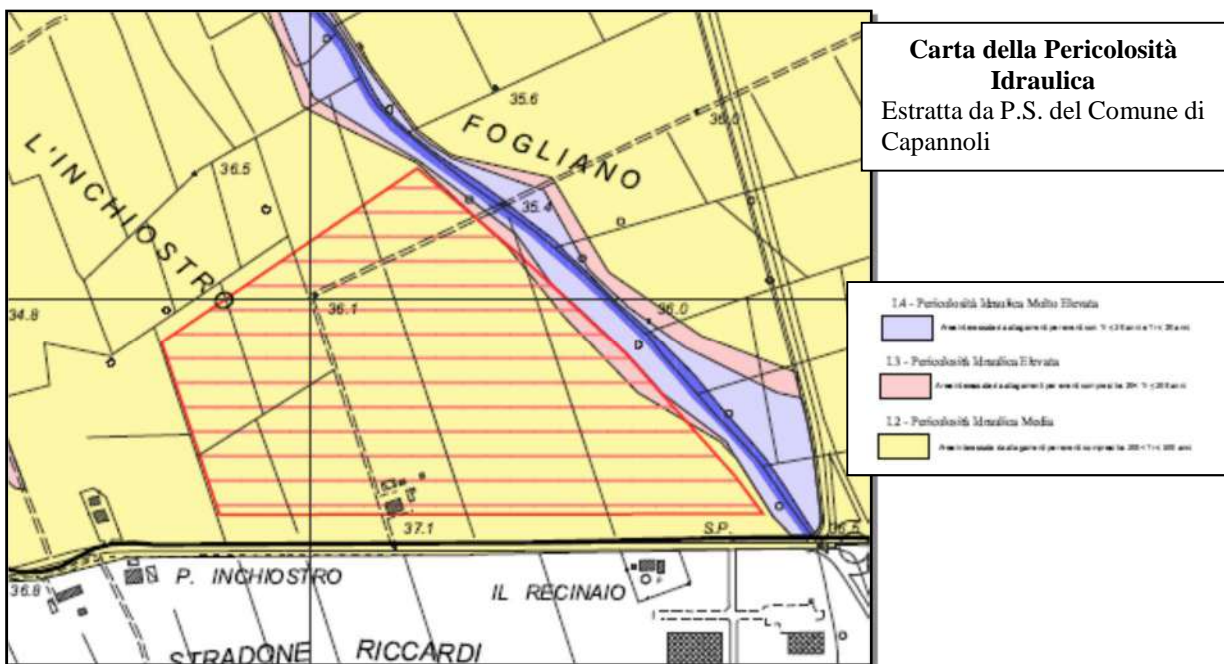 Carta della Pericolosità
Idraulica
Estratta da P.S. del Comune di
Capannoli
35.6
FOGLIANO
L'INCHIOSTRO
36.5
35.4
34.8
36.1
36.0
I.4 - Pericolosità Idraulica Molto Elevata
I.3 - Pericolosità Idraulica Elevata
I.2 - Pericolosità Idraulica Media
37.1
S.P.
36.8
P. INCHIOSTRO
IL RECINAIO
STRADONE RICCARDI